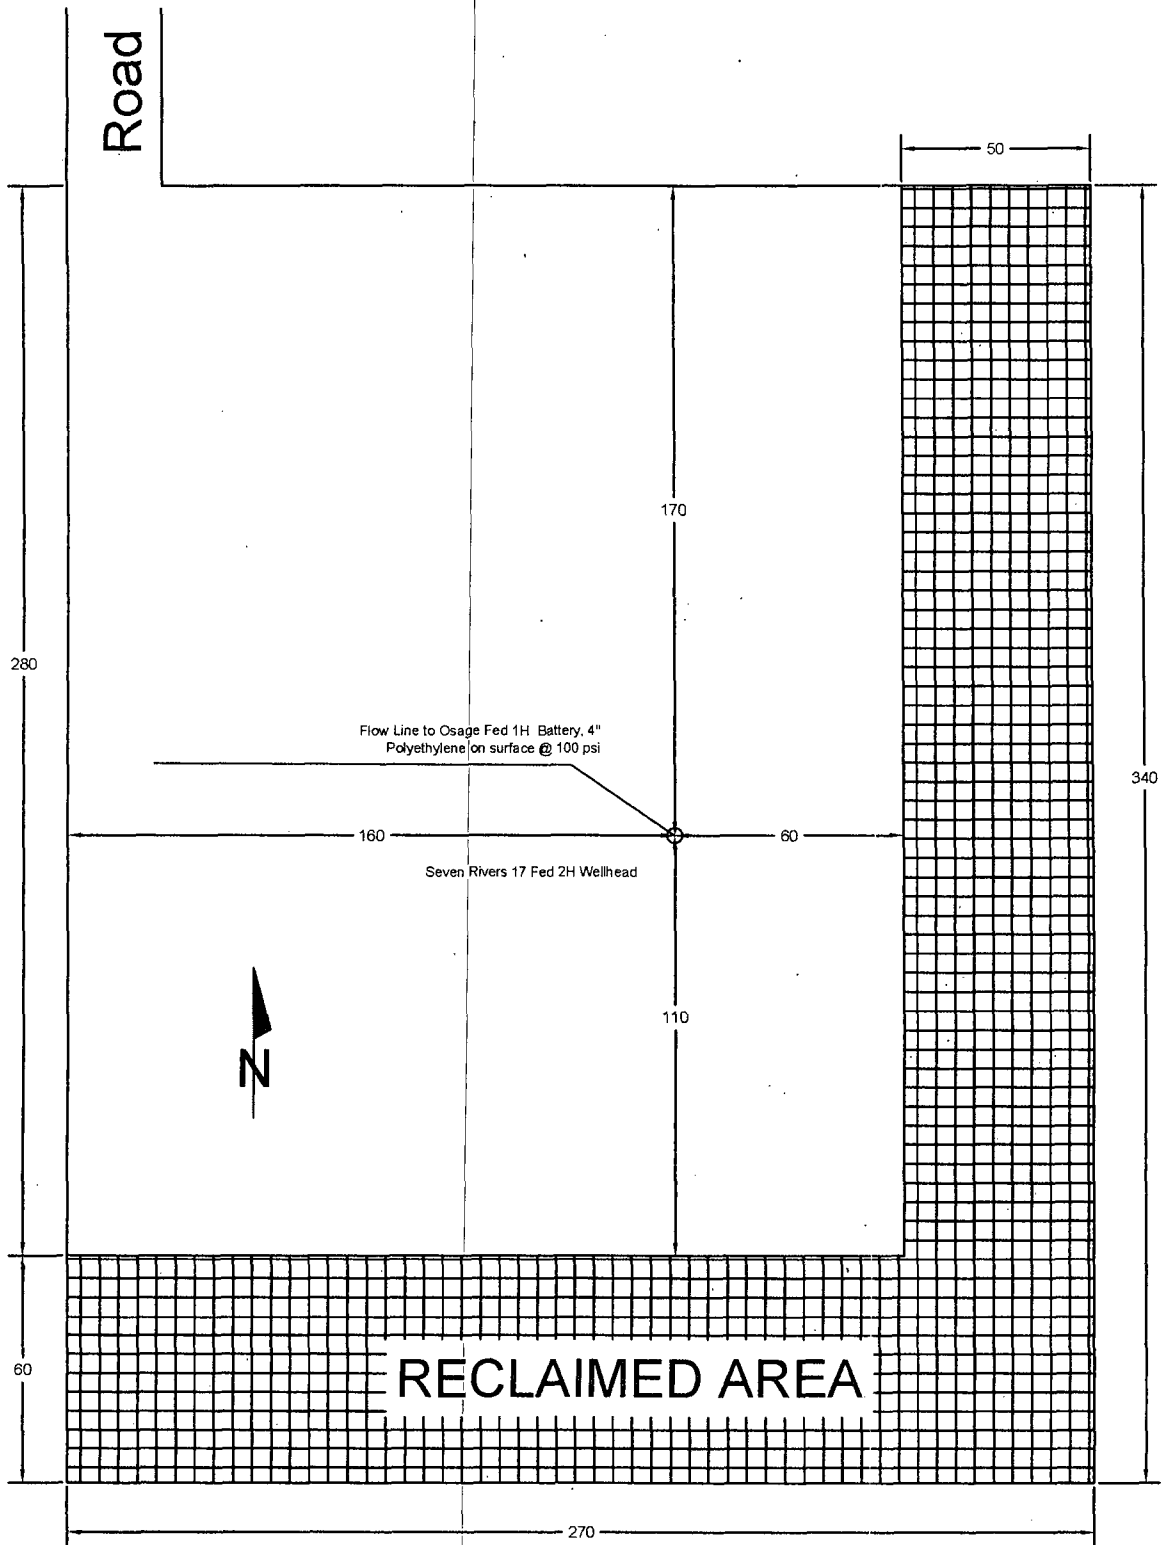 Road
50
170
280
Flow Line to Osage Fed 1H Battery, 4"
Polyethylene on surface @ 100 psi
340
160
60
Seven Rivers 17 Fed 2H Wellhead
110
N
60
RECLAIMED AREA
270